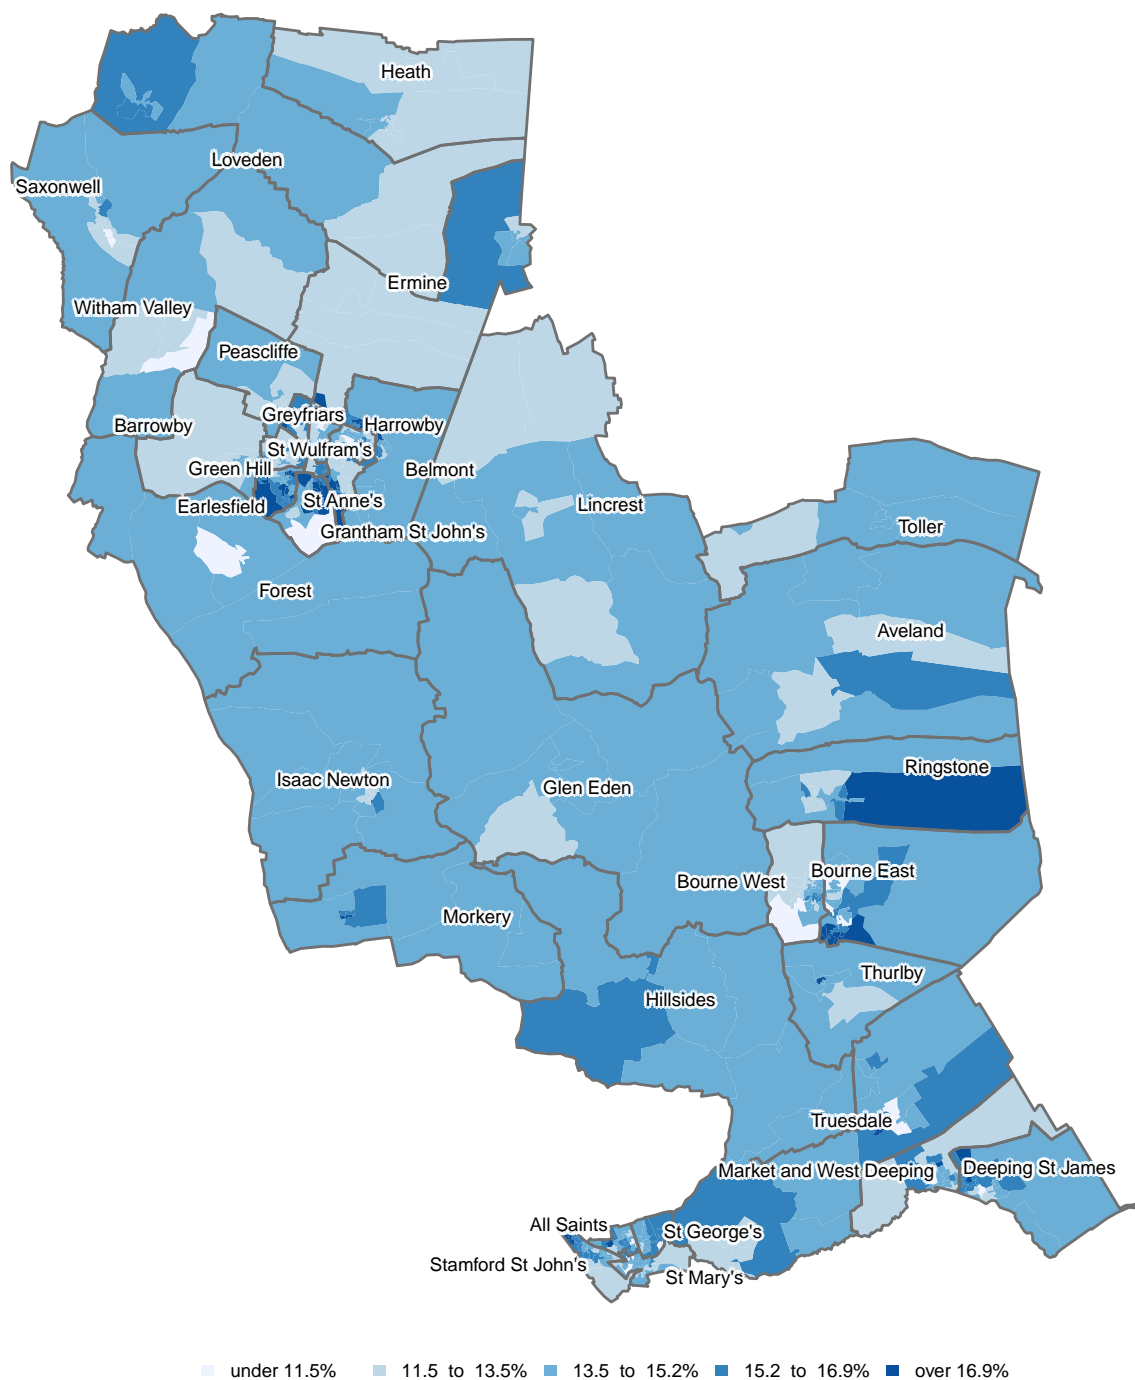 Heath
Loveden
Saxonwell
Ermine
Witham Valley
Peascliffe
Greyfriars
Harrowby
Barrowby
St Wulfram's
Green Hill
Belmont
Earlesfield
St Anne's
Lincrest
Grantham St John's
Toller
Forest
Aveland
Ringstone
Isaac Newton
Glen Eden
Bourne West
Bourne East
Morkery
Thurlby
Hillsides
Truesdale
Market and West Deeping
Deeping St James
All Saints
St George's
Stamford St John's
St Mary's
under 11.5% 11.5 to 13.5% 13.5 to 15.2% 15.2 to 16.9% over 16.9%